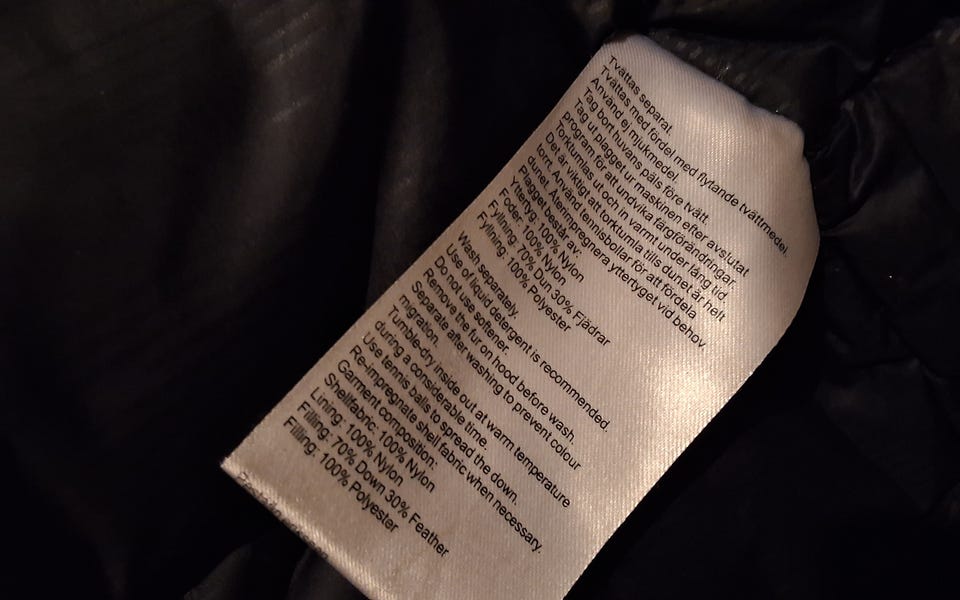 Tvättas separat.
Tvättas med fördel med flytande tvättmedel.
Använd ej mjukmedel.
Tag bort huvans päls före tvätt.
Tag ut plagget ur maskinen efter avslutat
program för att undvika färgförändringar.
Torktumlas ut och in varmt under lång tid.
Det är viktigt att torktumla tills dunet är helt
torrt. Använd tennisbollar för att fördela
dunet. Återimpregnera yttertyget vid behov.
Plagget består av:
Yttertyg: 100% Nylon
Foder: 100% Nylon
Fyllning: 70% Dun 30% Fjädrar
Fyllning: 100% Polyester
Wash separately.
Use of liquid detergent is recommended.
Do not use softener.
Remove the fur on hood before wash.
Separate after washing to prevent colour
migration.
Tumble-dry inside out at warm temperature
during a considerable time.
Use tennis balls to spread the down.
Re-impregnate shell fabric when necessary.
Garment composition:
Shellfabric: 100% Nylon
Lining: 100% Nylon
Filling: 70% Down 30% Feather
Filling: 100% Polyester